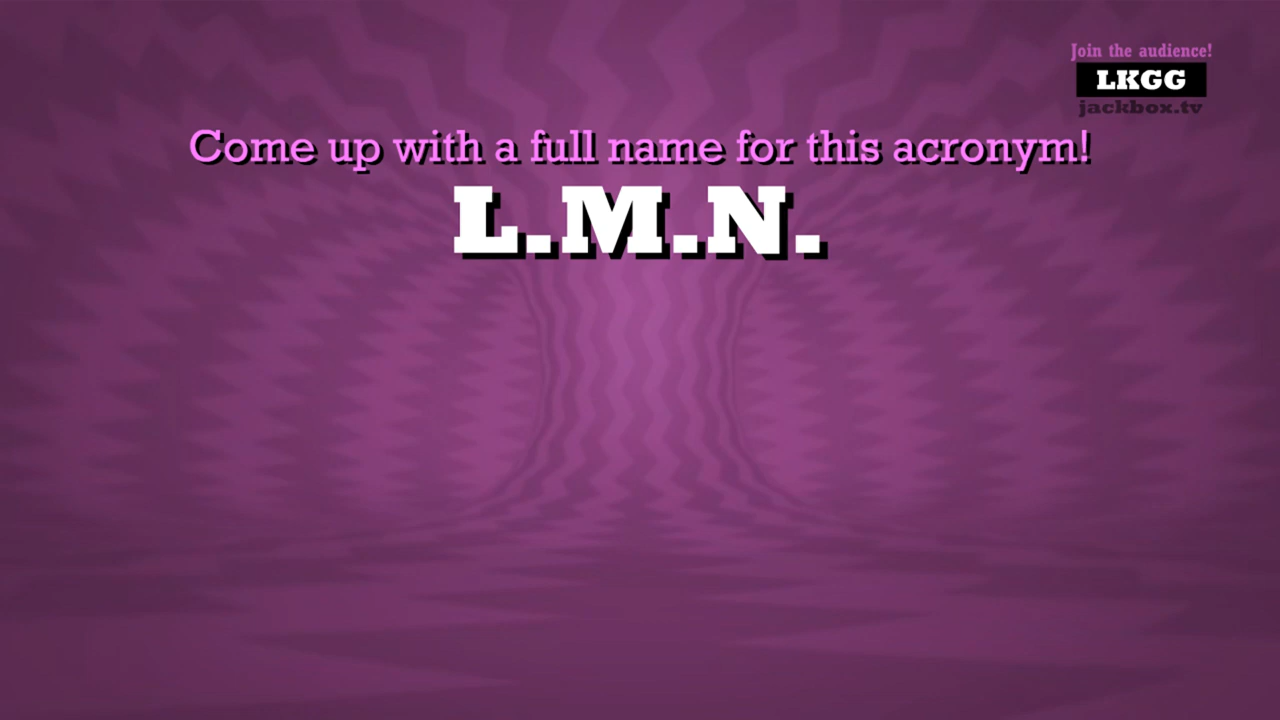 Join the audience!
LKGG
jackbox.tv
Come up with a full name for this acronym!
L.M.N.